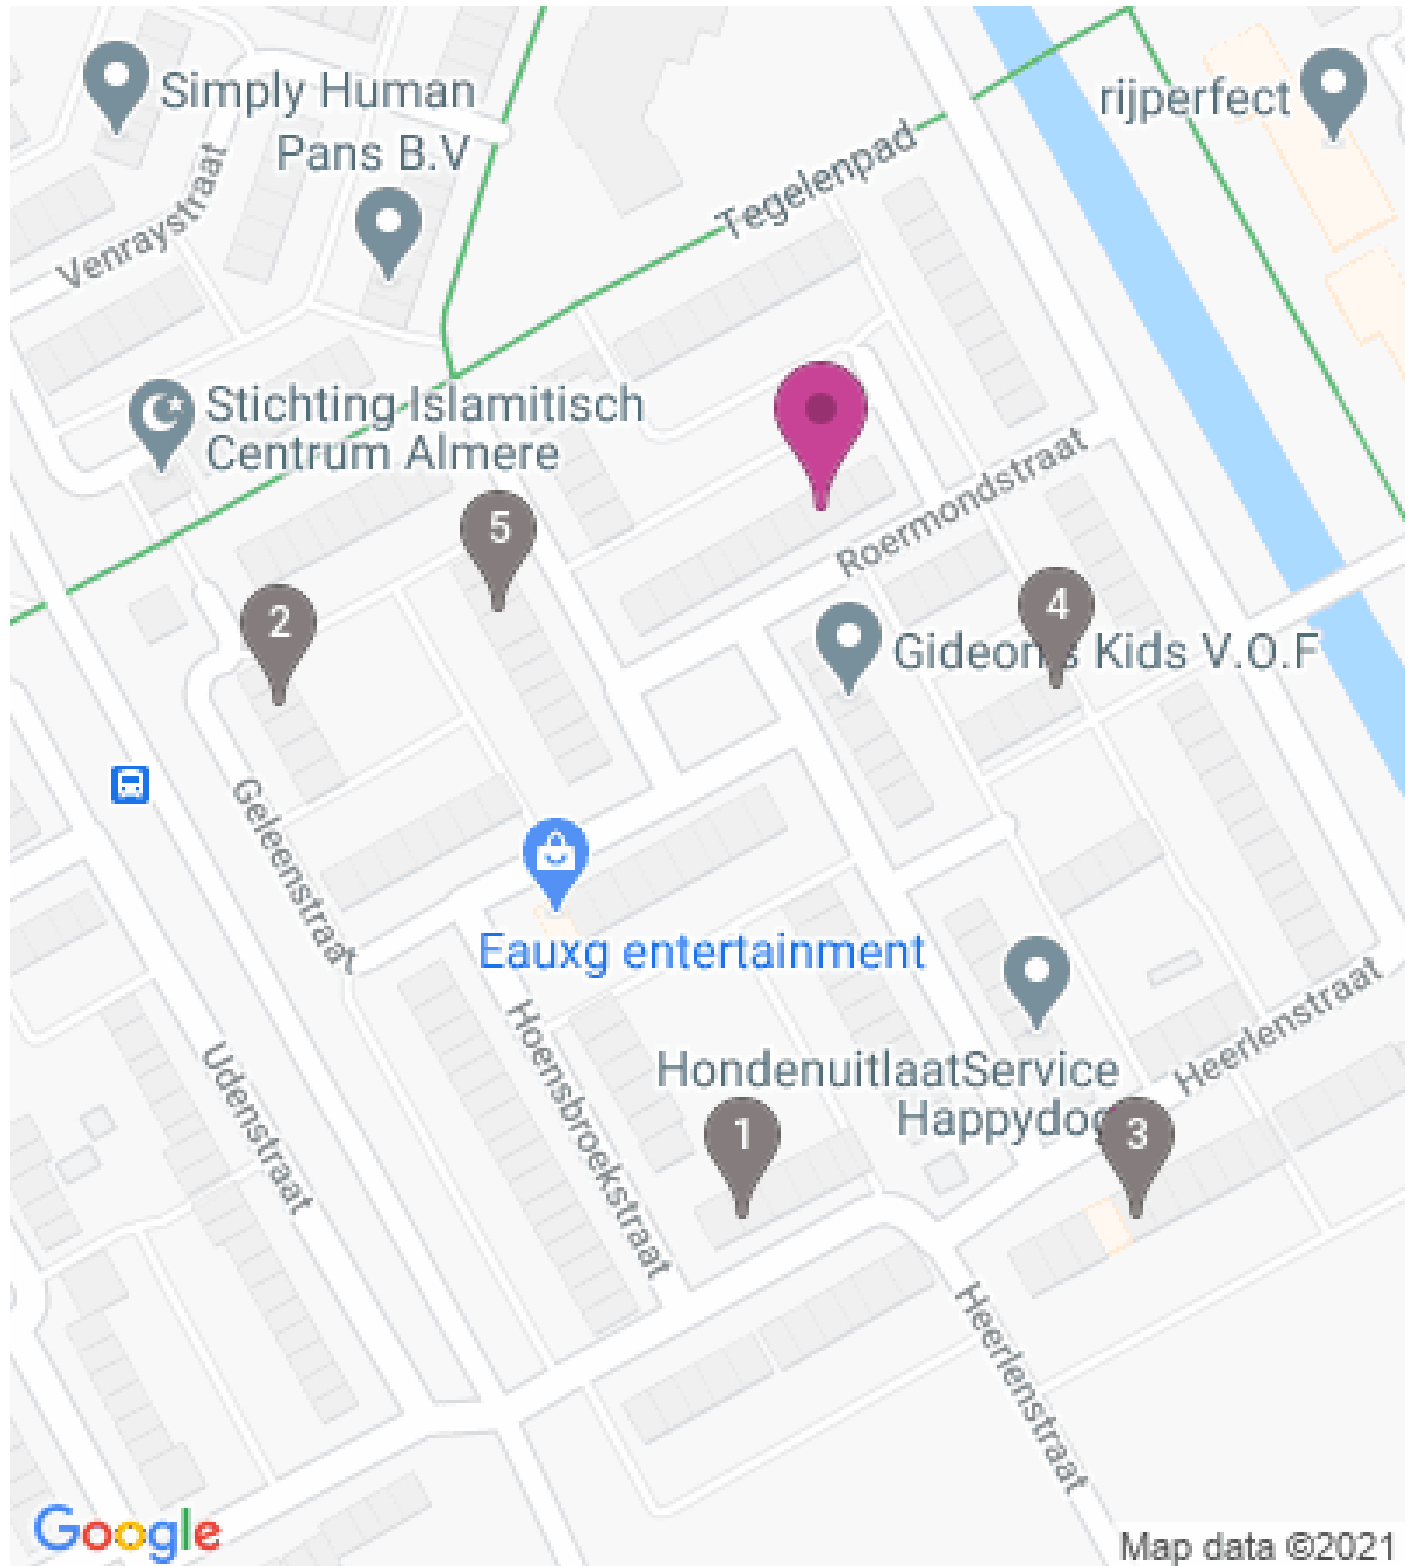 Simply Human
Pans B.V
rijperfect
Venraystraat
Tegelenpad
Stichting Islamitisch
Centrum Almere
Roermondstraat
5
2
4
Gideon's Kids V.O.F
Geleenstraat
Eauxg entertainment
Hoensbroekstraat
Udenstraat
HondenuitlaatService
Happydog
Heerlenstraat
1
3
Heerlenstraat
Google
Map data ©2021